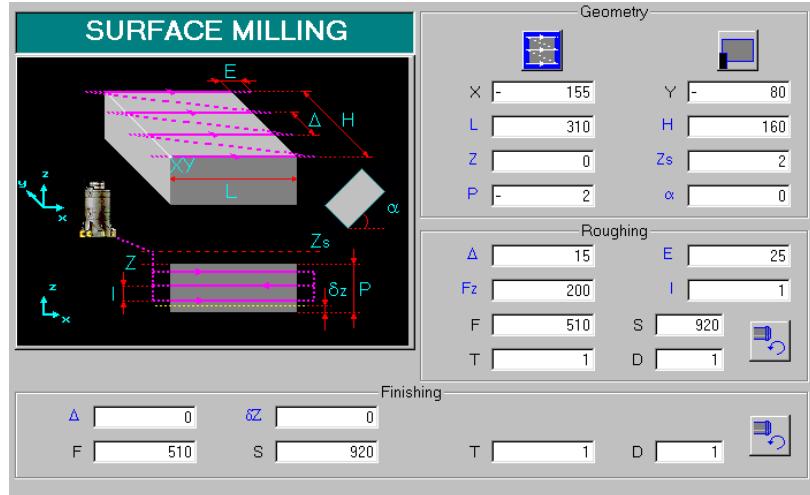 SURFACE MILLING
E
Δ
H
XY
L
α
z
y
x
Zs
Z
I
δz
P
z
x
Geometry
X - 155 Y - 80
L 310 H 160
Z 0 Zs 2
P - 2 α 0
Roughing
Δ 15 E 25
Fz 200 I 1
F 510 S 920
T 1 D 1
Finishing
Δ 0 δZ 0
F 510 S 920 T 1 D 1